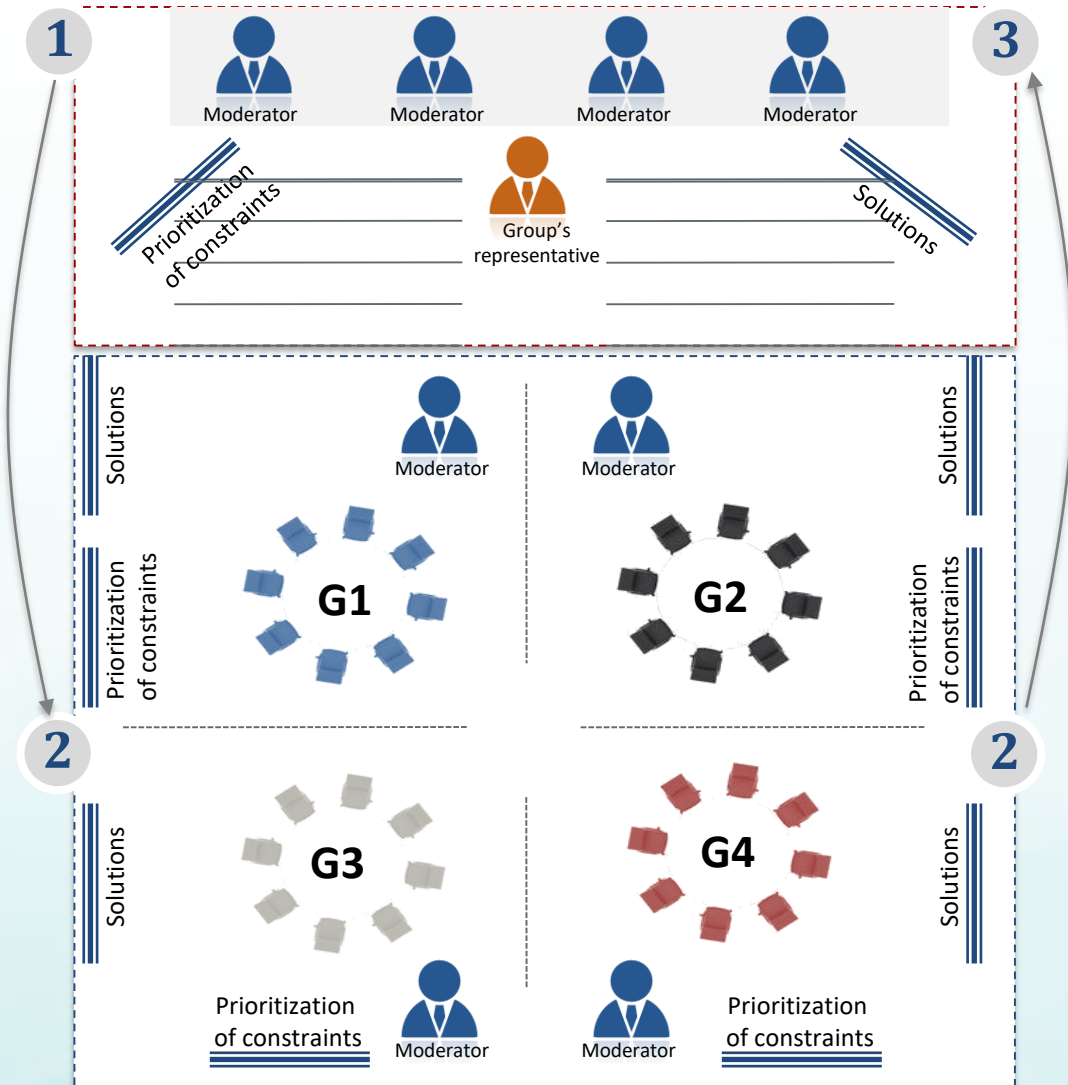 1
3
Moderator
Moderator
Moderator
Moderator
Prioritization
of constraints
Group's
representative
Solutions
Solutions
Moderator
Moderator
Solutions
Prioritization
of constraints
G1
G2
Prioritization
of constraints
2
2
Solutions
G3
G4
Solutions
Prioritization
of constraints
Moderator
Moderator
Prioritization
of constraints